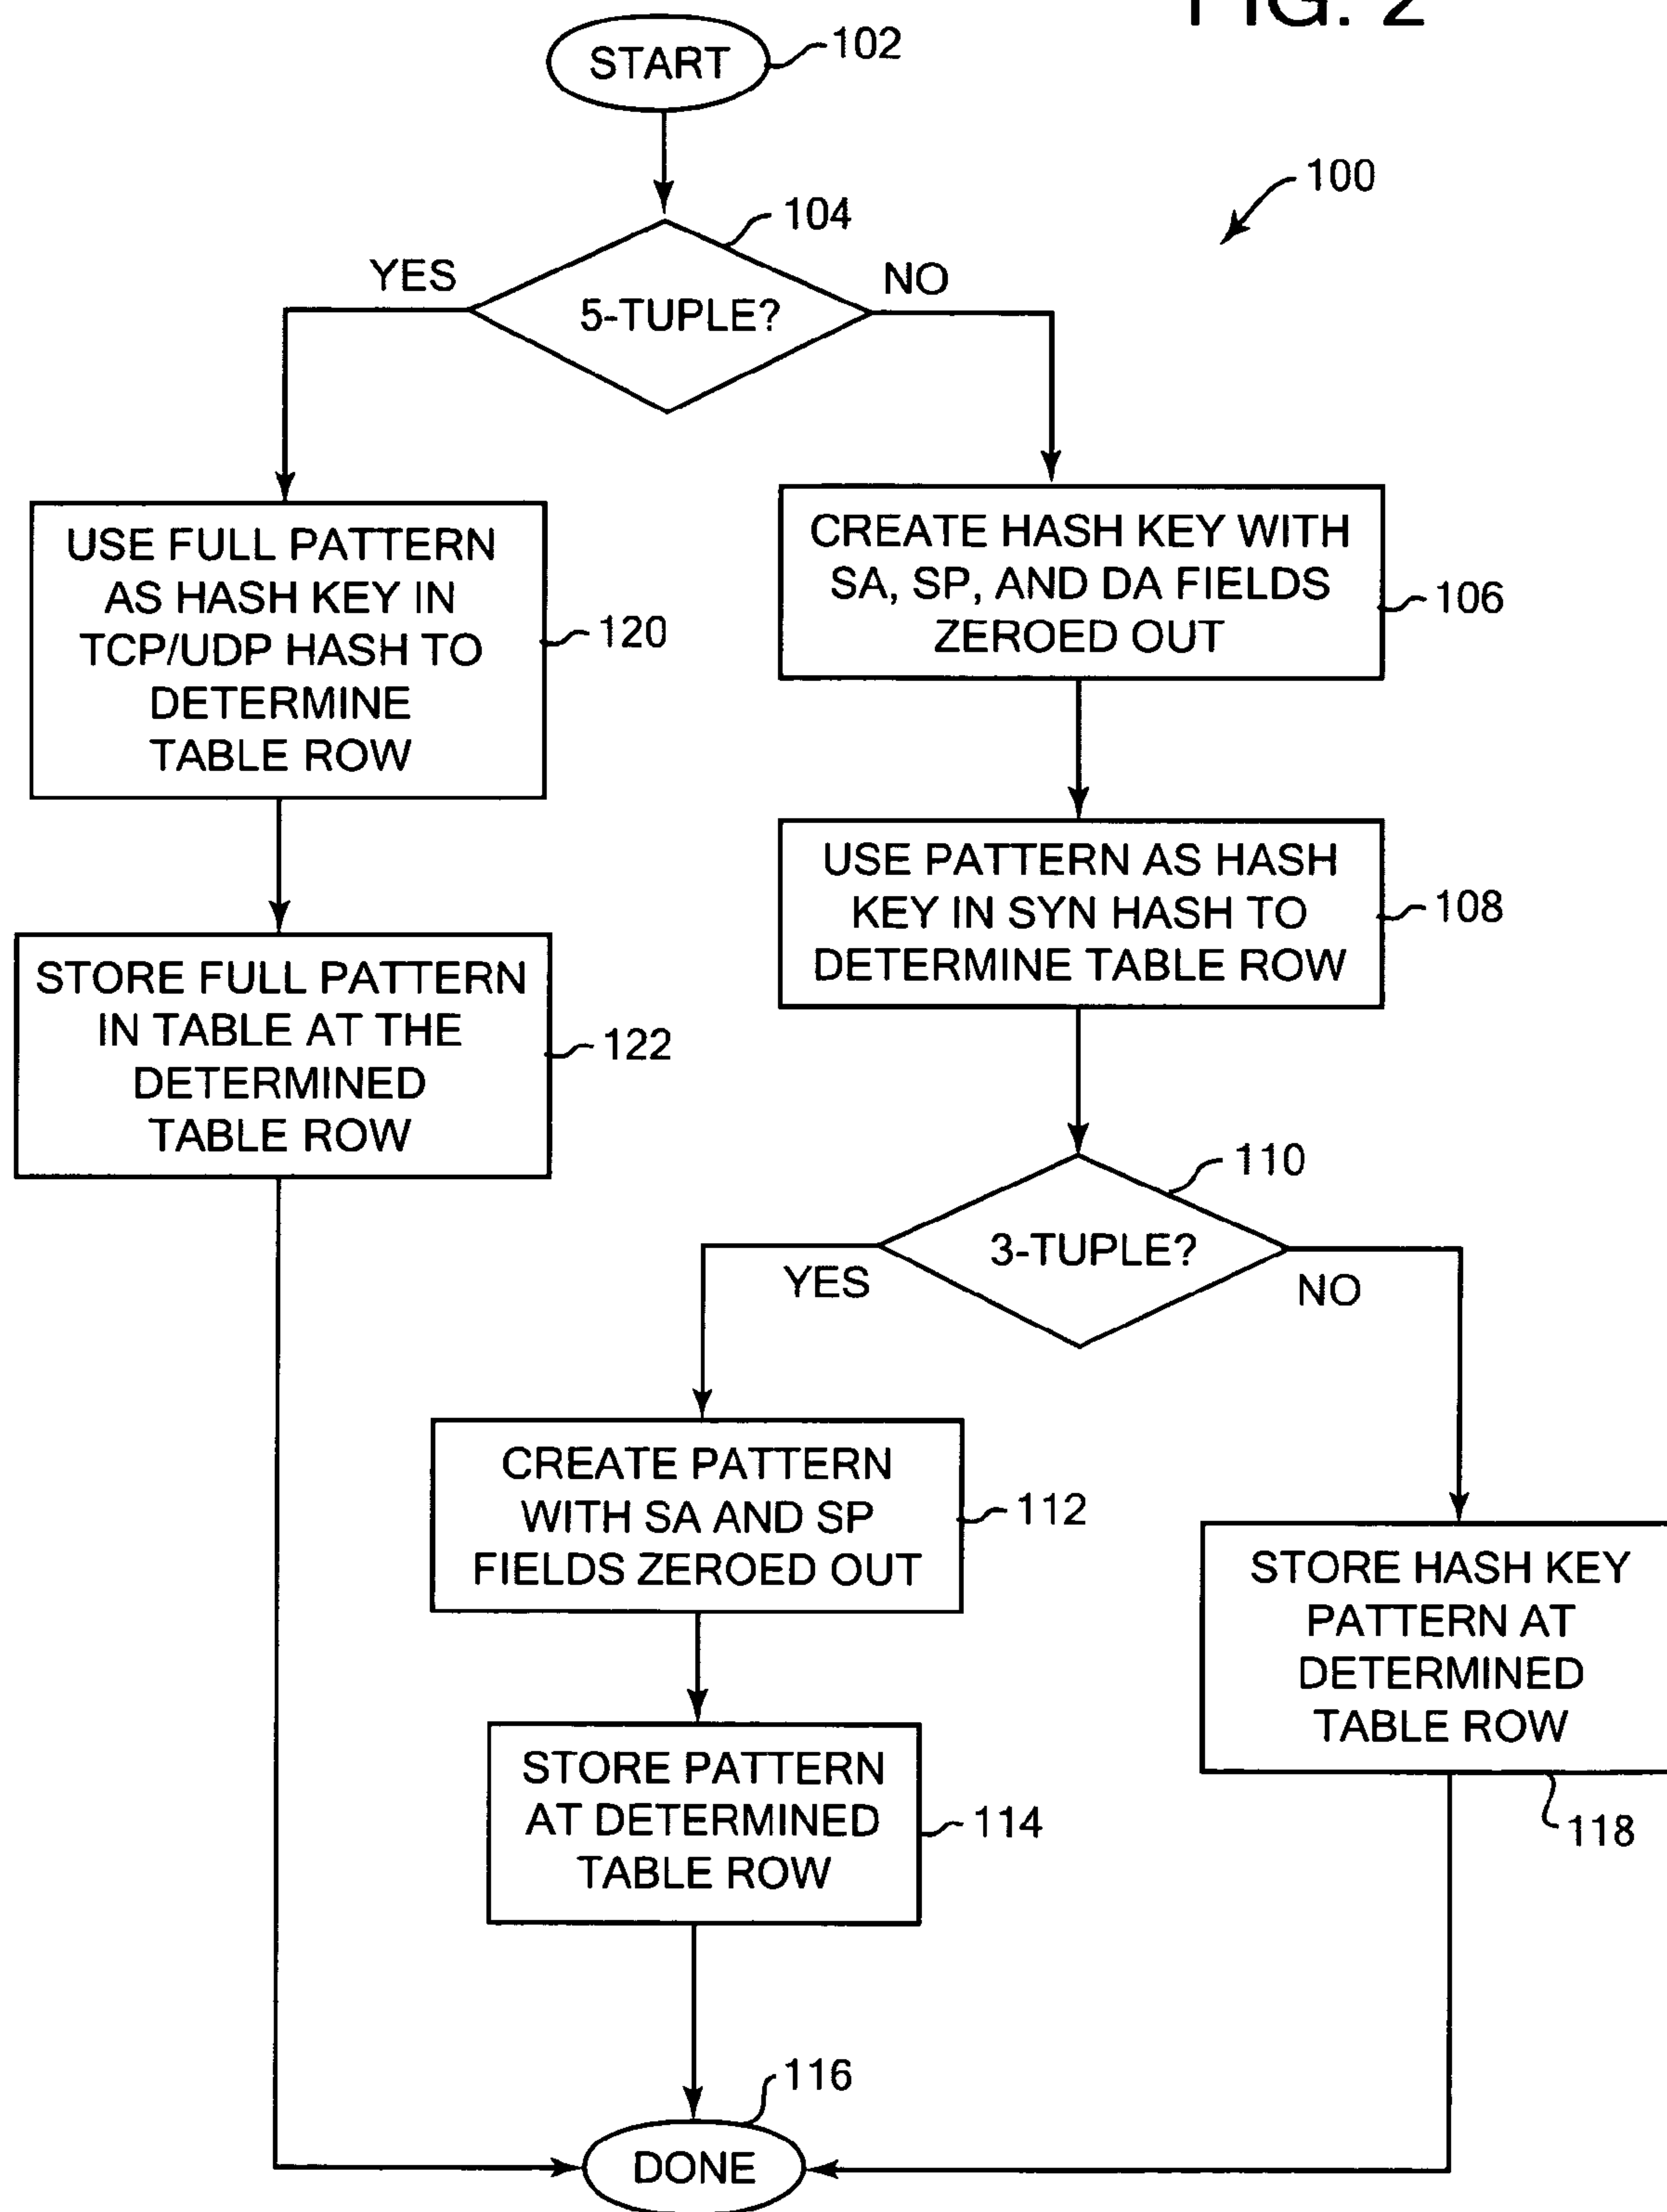 FIG. 2
START
102
100
104
YES
NO
5-TUPLE?
USE FULL PATTERN
AS HASH KEY IN
TCP/UDP HASH TO
DETERMINE
TABLE ROW
120
CREATE HASH KEY WITH
SA, SP, AND DA FIELDS
ZEROED OUT
106
USE PATTERN AS HASH
KEY IN SYN HASH TO
DETERMINE TABLE ROW
108
STORE FULL PATTERN
IN TABLE AT THE
DETERMINED
TABLE ROW
122
110
3-TUPLE?
YES
NO
CREATE PATTERN
WITH SA AND SP
FIELDS ZEROED OUT
112
STORE HASH KEY
PATTERN AT
DETERMINED
TABLE ROW
118
STORE PATTERN
AT DETERMINED
TABLE ROW
114
116
DONE